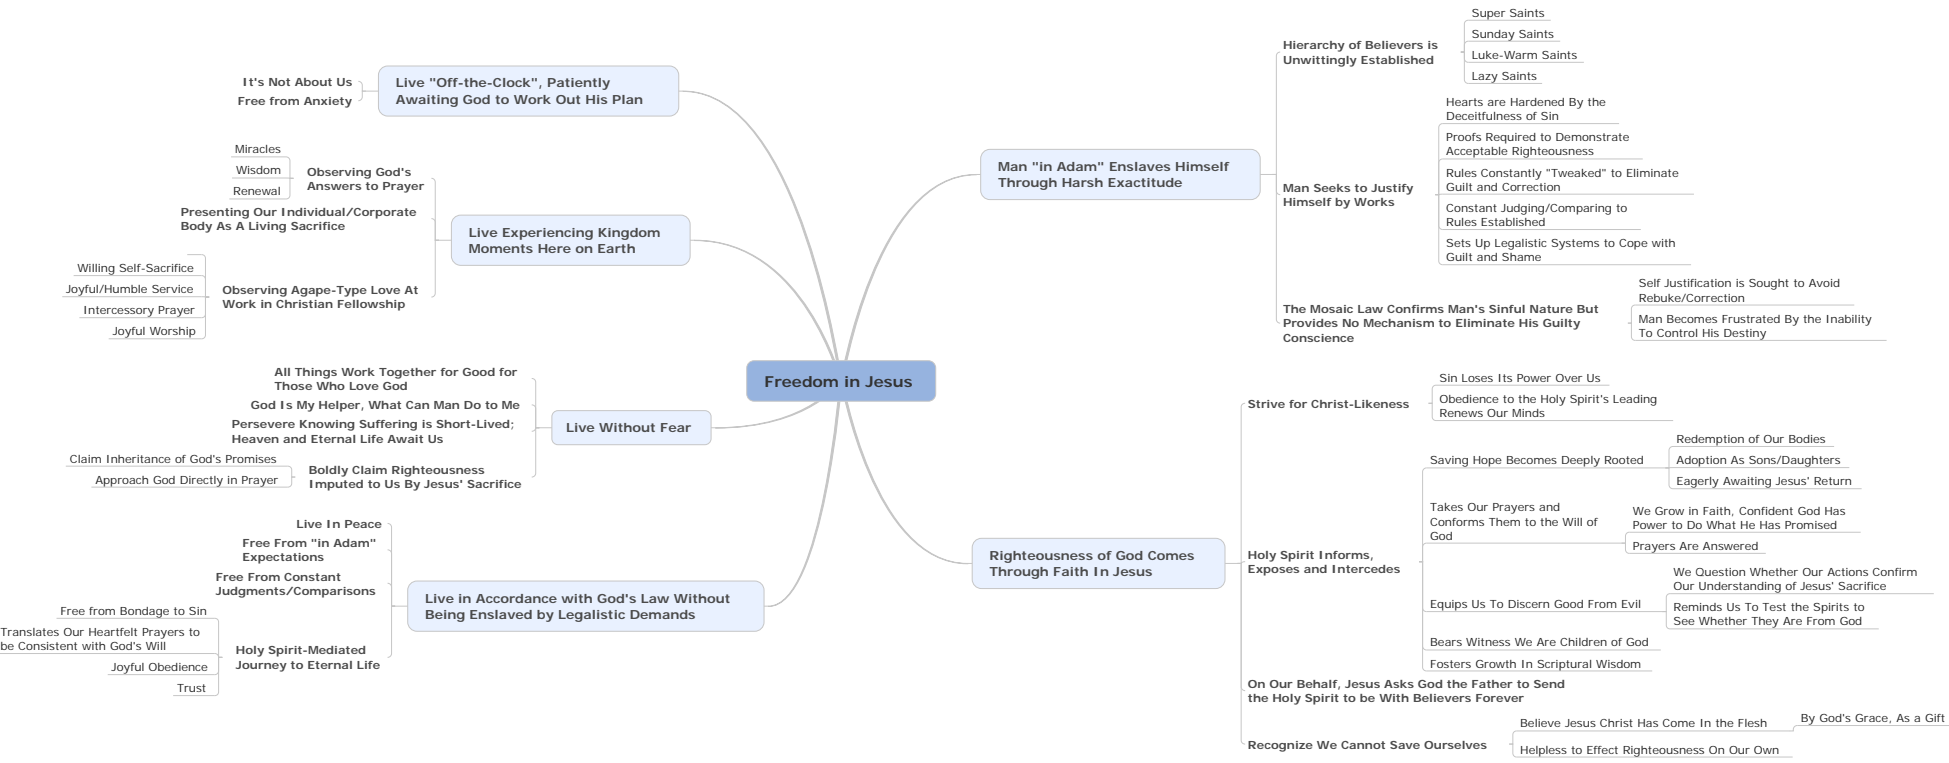 Freedom in Jesus
Man "in Adam" Enslaves Himself
Through Harsh Exactitude
Hierarchy of Believers is
Unwittingly Established
Super Saints
Sunday Saints
Luke-Warm Saints
Lazy Saints
Man Seeks to Justify
Himself by Works
Hearts are Hardened By the
Deceitfulness of Sin
Proofs Required to Demonstrate
Acceptable Righteousness
Rules Constantly "Tweaked" to Eliminate
Guilt and Correction
Constant Judging/Comparing to
Rules Established
Sets Up Legalistic Systems to Cope with
Guilt and Shame
The Mosaic Law Confirms Man's Sinful Nature But
Provides No Mechanism to Eliminate His Guilty
Conscience
Self Justification is Sought to Avoid
Rebuke/Correction
Man Becomes Frustrated By the Inability
To Control His Destiny
Righteousness of God Comes
Through Faith In Jesus
Strive for Christ-Likeness
Sin Loses Its Power Over Us
Obedience to the Holy Spirit's Leading
Renews Our Minds
Holy Spirit Informs,
Exposes and Intercedes
Saving Hope Becomes Deeply Rooted
Redemption of Our Bodies
Adoption As Sons/Daughters
Eagerly Awaiting Jesus' Return
Takes Our Prayers and
Conforms Them to the Will of
God
We Grow in Faith, Confident God Has
Power to Do What He Has Promised
Prayers Are Answered
Equips Us To Discern Good From Evil
We Question Whether Our Actions Confirm
Our Understanding of Jesus' Sacrifice
Reminds Us To Test the Spirits to
See Whether They Are From God
Bears Witness We Are Children of God
Fosters Growth In Scriptural Wisdom
On Our Behalf, Jesus Asks God the Father to Send
the Holy Spirit to be With Believers Forever
Recognize We Cannot Save Ourselves
Believe Jesus Christ Has Come In the Flesh
By God's Grace, As a Gift
Helpless to Effect Righteousness On Our Own
Live "Off-the-Clock", Patiently
Awaiting God to Work Out His Plan
It's Not About Us
Free from Anxiety
Live Experiencing Kingdom
Moments Here on Earth
Observing God's
Answers to Prayer
Miracles
Wisdom
Renewal
Presenting Our Individual/Corporate
Body As A Living Sacrifice
Observing Agape-Type Love At
Work in Christian Fellowship
Willing Self-Sacrifice
Joyful/Humble Service
Intercessory Prayer
Joyful Worship
Live Without Fear
All Things Work Together for Good for
Those Who Love God
God Is My Helper, What Can Man Do to Me
Persevere Knowing Suffering is Short-Lived;
Heaven and Eternal Life Await Us
Boldly Claim Righteousness
Imputed to Us By Jesus' Sacrifice
Claim Inheritance of God's Promises
Approach God Directly in Prayer
Live in Accordance with God's Law Without
Being Enslaved by Legalistic Demands
Live In Peace
Free From "in Adam"
Expectations
Free From Constant
Judgments/Comparisons
Holy Spirit-Mediated
Journey to Eternal Life
Free from Bondage to Sin
Translates Our Heartfelt Prayers to
be Consistent with God's Will
Joyful Obedience
Trust